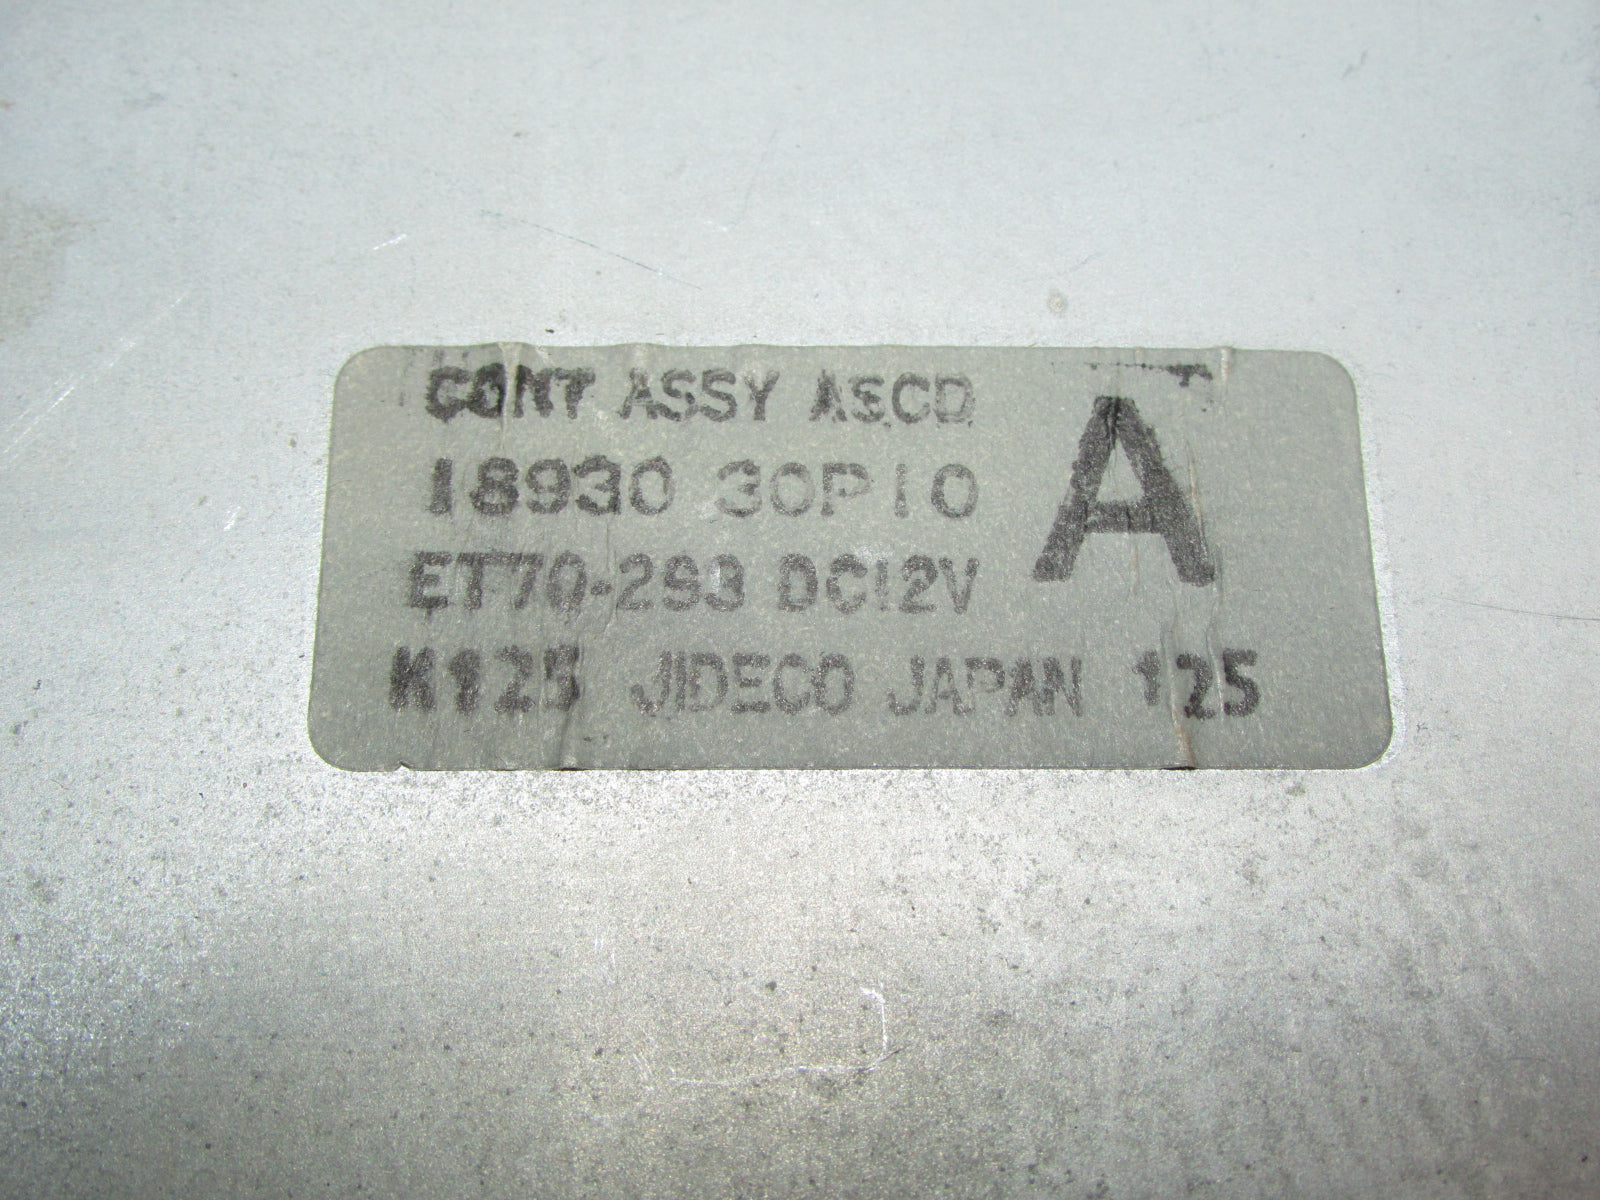 CONT ASSY ASCD
A
18930 30P10
ET70-293 DC12V
K125 JIDECO JAPAN 125